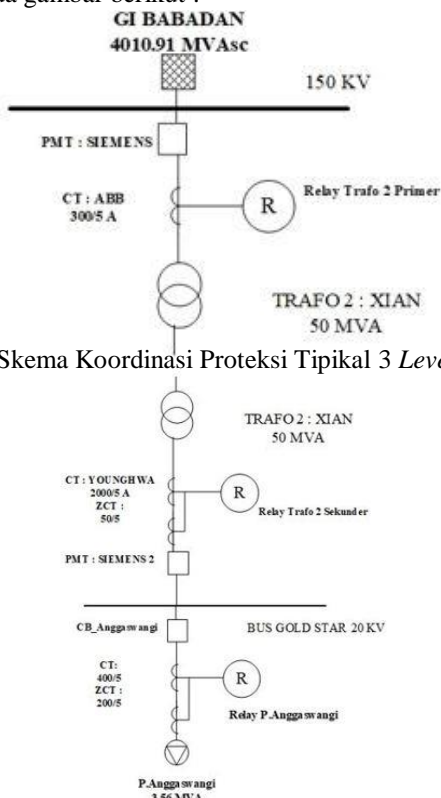 GI BABADAN
4010.91 MVAsc
150 KV
PMT : SIEMENS
CT : ABB
300/5 A
R
Relay Trafo 2 Primer
TRAFO 2 : XIAN
50 MVA
Skema Koordinasi Proteksi Tipikal 3
TRAFO 2 : XIAN
50 MVA
CT : YOUNGHWA
2000/5 A
ZCT :
50/5
R
Relay Trafo 2 Sekunder
PMT : SIEMENS 2
CB_Anggaswangi
BUS GOLD STAR 20 KV
CT:
400/5
ZCT :
200/5
R
Relay P.Anggaswangi
P.Anggaswangi
3.56 MVA